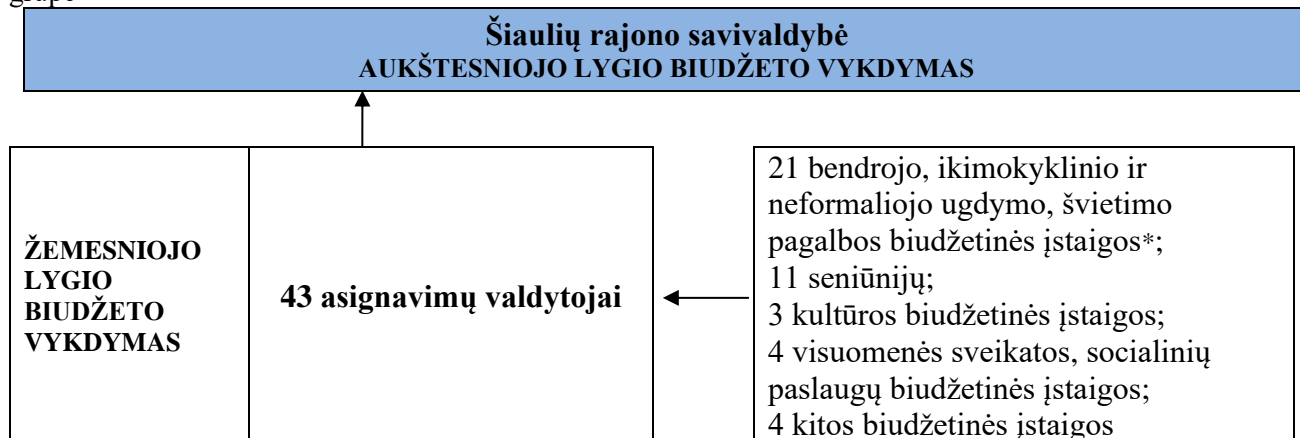 grupė
Šiaulių rajono savivaldybė
AUKŠTESNIOJO LYGIO BIUDŽETO VYKDYMAS
ŽEMESNIOJO
LYGIO
BIUDŽETO
VYKDYMAS
43 asignavimų valdytojai
21 bendrojo, ikimokyklinio ir
neformaliojo ugdymo, švietimo
pagalbos biudžetinės įstaigos*;
11 seniūnijų;
3 kultūros biudžetinės įstaigos;
4 visuomenės sveikatos, socialinių
paslaugų biudžetinės įstaigos;
4 kitos biudžetinės įstaigos